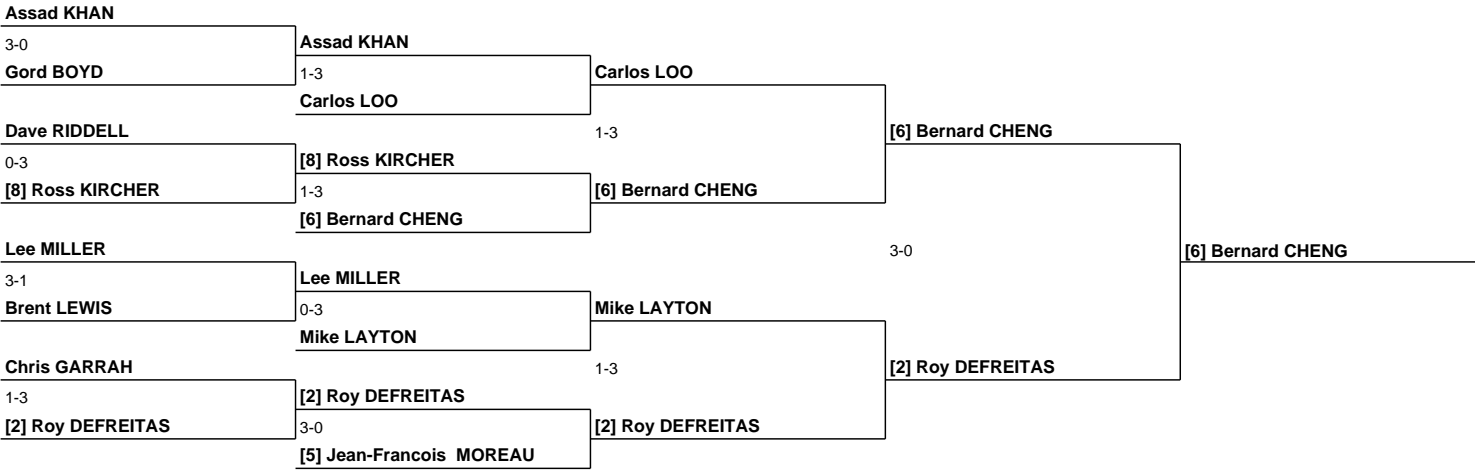 Assad KHAN
3-0
Assad KHAN
Gord BOYD
1-3
Carlos LOO
Carlos LOO
Dave RIDDELL
1-3
[6] Bernard CHENG
0-3
[8] Ross KIRCHER
[8] Ross KIRCHER
1-3
[6] Bernard CHENG
[6] Bernard CHENG
Lee MILLER
3-0
[6] Bernard CHENG
3-1
Lee MILLER
Brent LEWIS
0-3
Mike LAYTON
Mike LAYTON
Chris GARRAH
1-3
[2] Roy DEFREITAS
1-3
[2] Roy DEFREITAS
[2] Roy DEFREITAS
3-0
[2] Roy DEFREITAS
[5] Jean-Francois  MOREAU